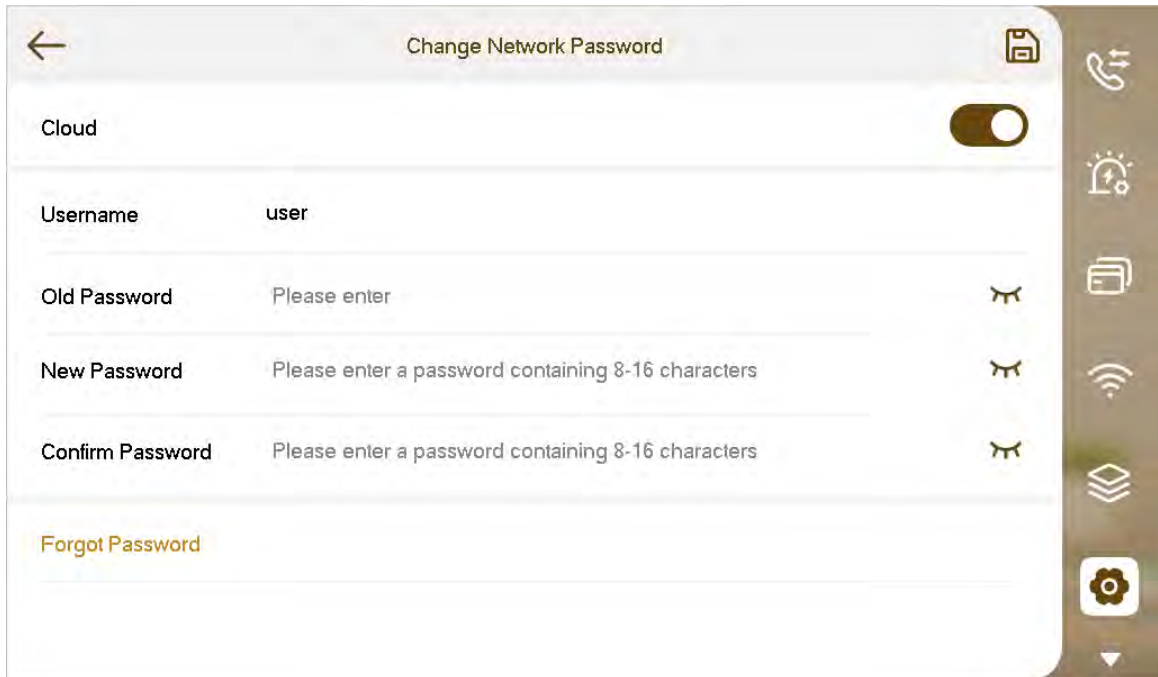 Change Network Password
Cloud
Username user
Old Password Please enter
New Password Please enter a password containing 8-16 characters
Confirm Password Please enter a password containing 8-16 characters
Forgot Password